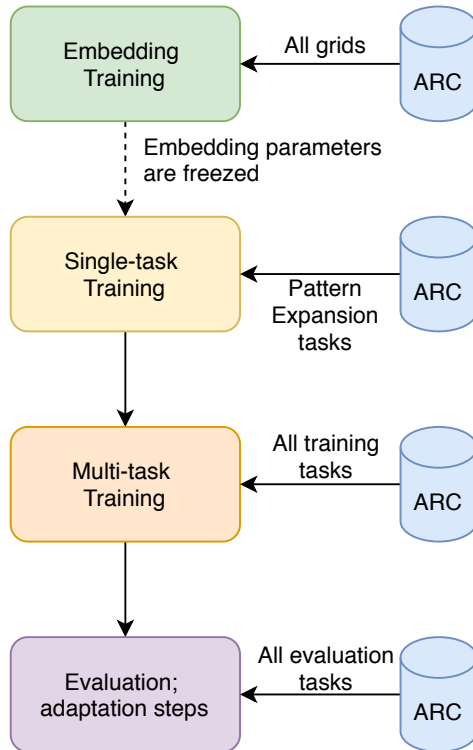 Embedding
Training
All grids
ARC
Embedding parameters
are freezed
Single-task
Training
Pattern
Expansion
tasks
ARC
Multi-task
Training
All training
tasks
ARC
Evaluation;
adaptation steps
All evaluation
tasks
ARC